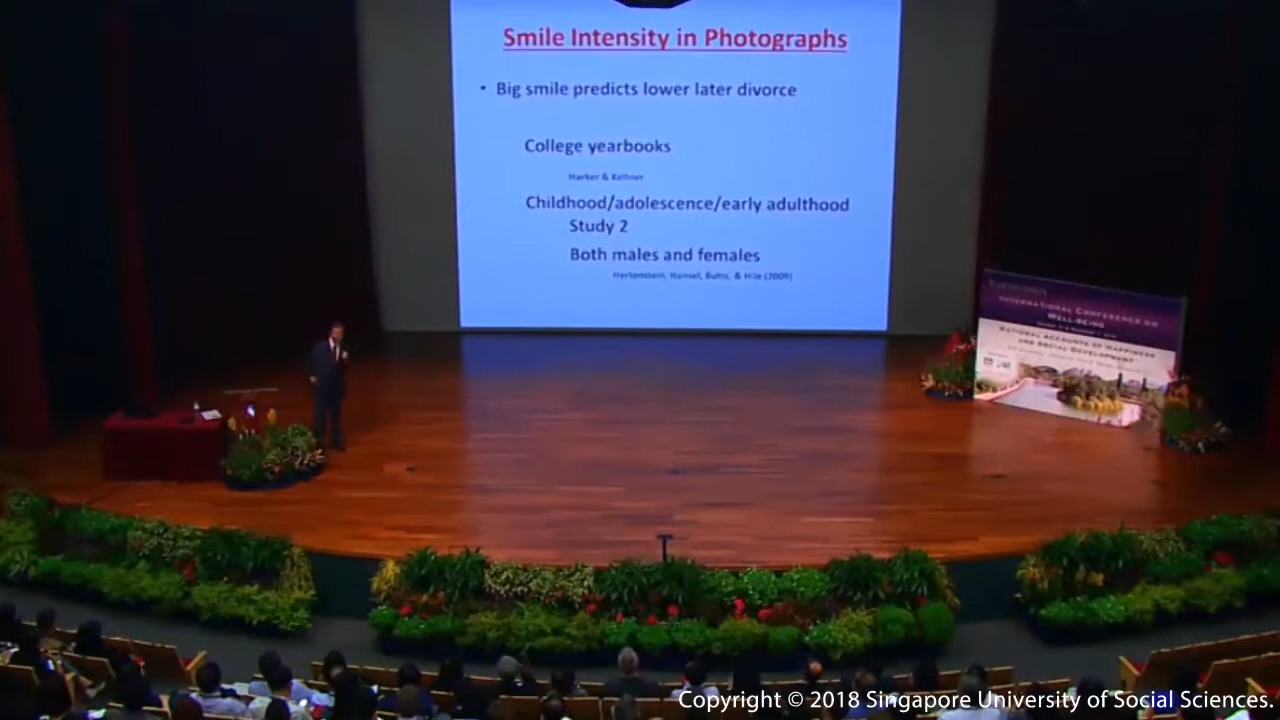 Smile Intensity in Photographs
• Big smile predicts lower later divorce
College yearbooks
Harker & Keltner
Childhood/adolescence/early adulthood
Study 2
Both males and females
Hertenstein, Hansel, Butts, & Hile (2009)
International Conference on
Well-being
National Accounts of Happiness
and Social Development
Copyright © 2018 Singapore University of Social Sciences.